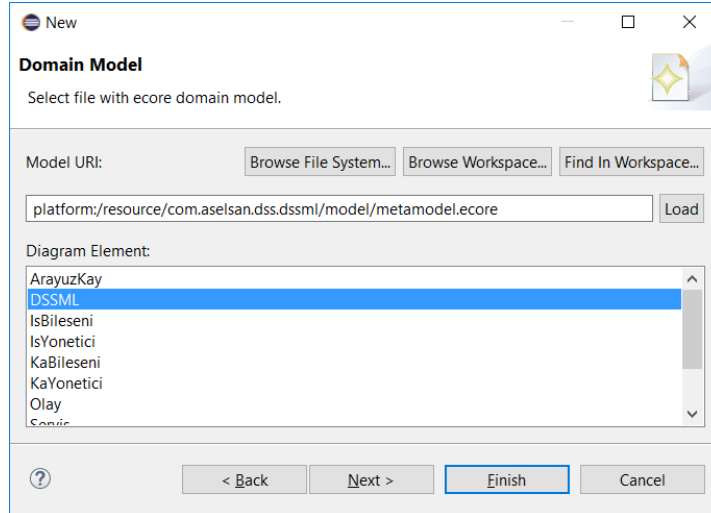 New
Domain Model
Select file with ecore domain model.
Model URI: Browse File System... Browse Workspace... Find In Workspace...
platform:/resource/com.aselsan.dss.dssml/model/metamodel.ecore Load
Diagram Element:
ArayuzKay
DSSML
IsBileseni
IsYonetici
KaBileseni
KaYonetici
Olay
Servis
? < Back Next > Finish Cancel